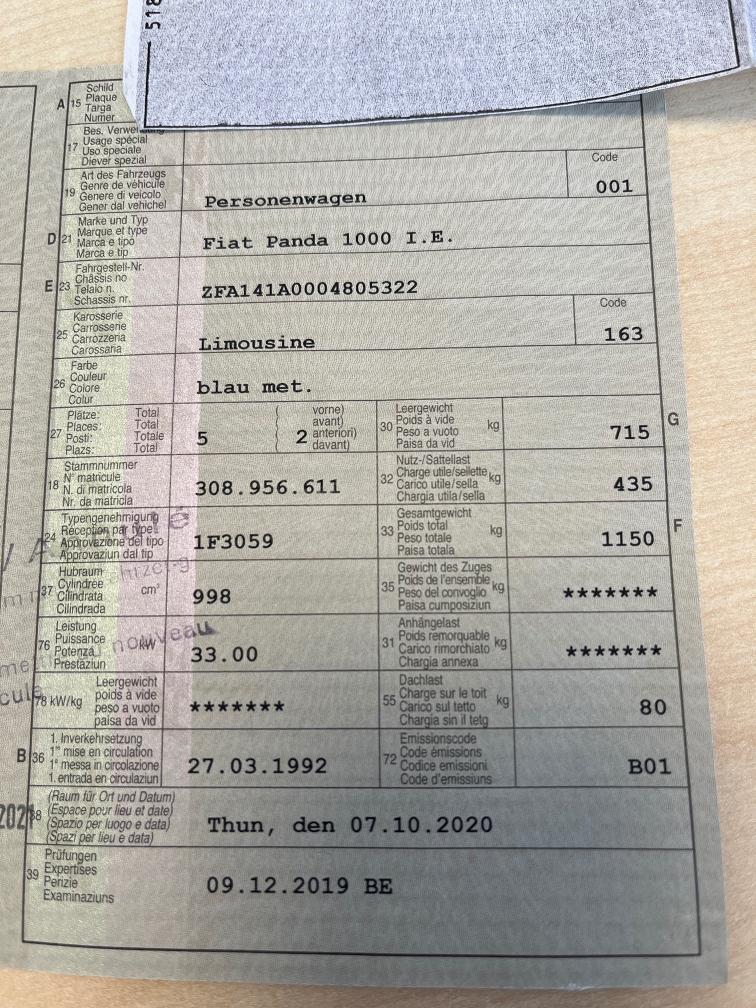 518
A 15 Schild
Plaque
Targa
Numer
17 Bes. Verwendung
Usage spécial
Uso speciale
Diever spezial
19 Art des Fahrzeugs
Genre de véhicule
Genere di veicolo
Gener dal vehichel
Personenwagen
Code
001
D 21 Marke und Typ
Marque et type
Marca e tipo
Marca e tip
Fiat Panda 1000 I.E.
E 23 Fahrgestell-Nr.
Châssis no
Telaio n.
Schassis nr.
ZFA141A0004805322
25 Karosserie
Carrosserie
Carrozzeria
Carossaria
Limousine
Code
163
26 Farbe
Couleur
Colore
Colur
blau met.
27 Plätze: Total
Places: Total
Posti: Totale
Plazs: Total
5
( vorne)
( avant)
( anteriori)
( davant)
2
30 Leergewicht
Poids à vide
Peso a vuoto
Paisa da vid
kg
715
G
18 Stammnummer
N° matricule
N. di matricola
Nr. da matricla
308.956.611
32 Nutz-/Sattellast
Charge utile/sellette
Carico utile/sella
Chargia utila/sella
kg
435
24 Typengenehmigung
Réception par type
Approvazione del tipo
Approvaziun dal tip
1F3059
33 Gesamtgewicht
Poids total
Peso totale
Paisa totala
kg
1150
F
37 Hubraum
Cylindrée
Cilindrata
Cilindrada
cm³
998
35 Gewicht des Zuges
Poids de l'ensemble
Peso del convoglio
Paisa cumposiziun
kg
*******
76 Leistung
Puissance
Potenza
Prestaziun
kW
33.00
nouveau
31 Anhängelast
Poids remorquable
Carico rimorchiato
Chargia annexa
kg
*******
78 kW/kg
Leergewicht
poids à vide
peso a vuoto
paisa da vid
*******
55 Dachlast
Charge sur le toit
Carico sul tetto
Chargia sin il tetg
kg
80
B 36 1. Inverkehrsetzung
1re mise en circulation
1a messa in circolazione
1. entrada en circulaziun
27.03.1992
72 Emissionscode
Code émissions
Codice emissioni
Code d'emissiuns
B01
38 (Raum für Ort und Datum)
(Espace pour lieu et date)
(Spazio per luogo e data)
(Spazi per lieu e data)
Thun, den 07.10.2020
39 Prüfungen
Expertises
Perizie
Examinaziuns
09.12.2019 BE